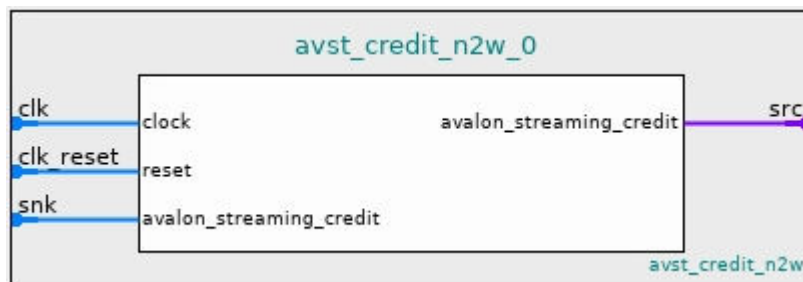 avst_credit_n2w_0
clk
clock
avalon_streaming_credit
src
clk_reset
reset
snk
avalon_streaming_credit
avst_credit_n2w